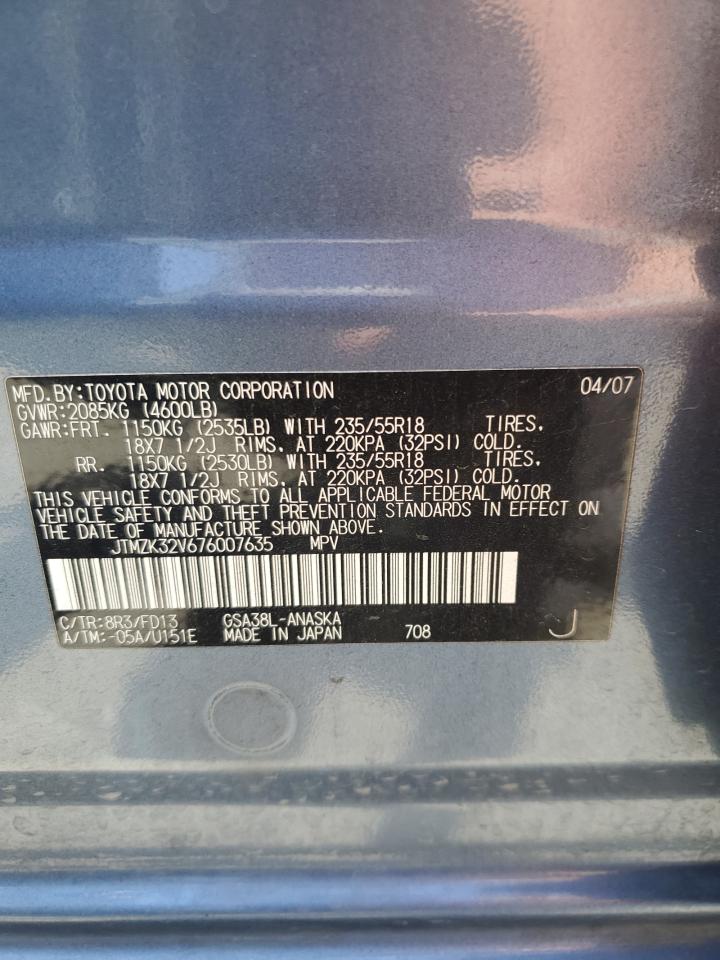 MFD.BY:TOYOTA MOTOR CORPORATION 04/07
GVWR:2085KG (4600LB)
GAWR:FRT. 1150KG (2535LB) WITH 235/55R18 TIRES,
18X7 1/2J RIMS, AT 220KPA (32PSI) COLD.
RR. 1150KG (2530LB) WITH 235/55R18 TIRES,
18X7 1/2J RIMS, AT 220KPA (32PSI) COLD.
THIS VEHICLE CONFORMS TO ALL APPLICABLE FEDERAL MOTOR
VEHICLE SAFETY AND THEFT PREVENTION STANDARDS IN EFFECT ON
THE DATE OF MANUFACTURE SHOWN ABOVE.
JTMZK32V676007635 MPV
C/TR:8R3/FD13 GSA38L-ANASKA
A/TM:-05A/U151E MADE IN JAPAN 708 J